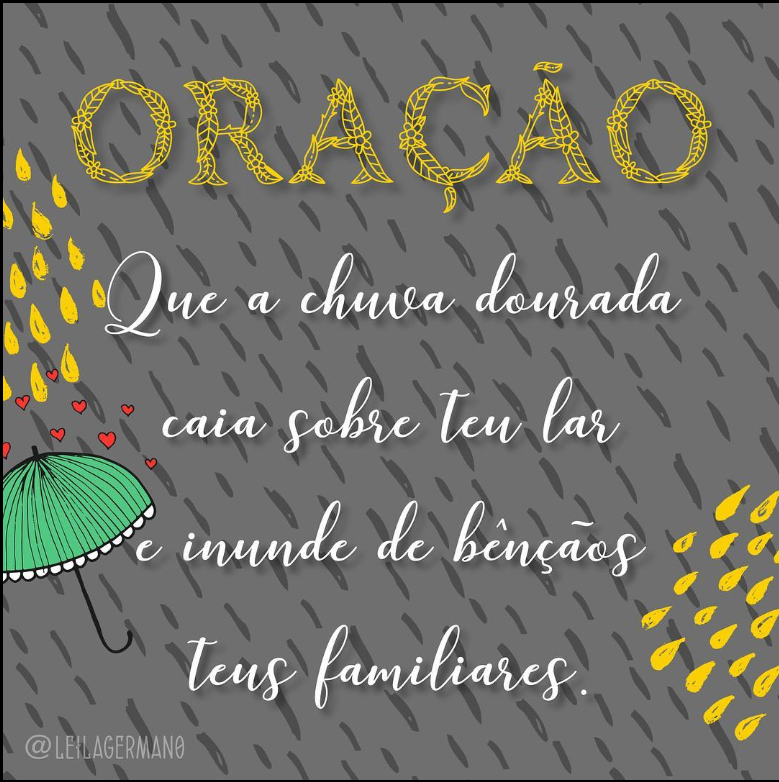 ORAÇÃO
Que a chuva dourada
caia sobre teu lar
e inunde de bênçãos
teus familiares.
@LEILAGERMANO